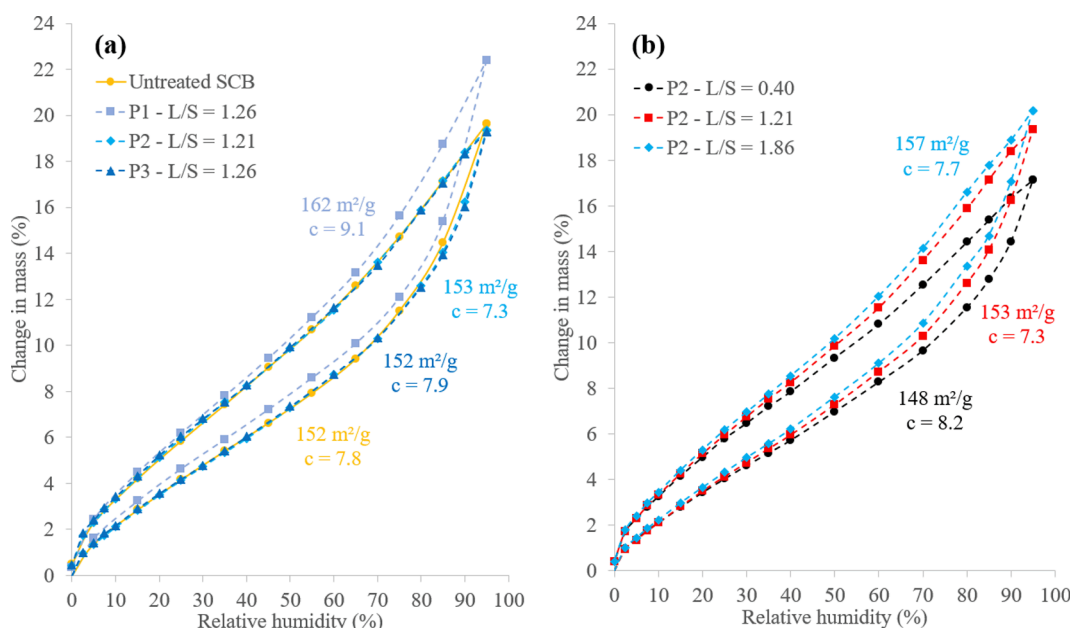 (a)
Untreated SCB
P1 - L/S = 1.26
P2 - L/S = 1.21
P3 - L/S = 1.26
162 m²/g
c = 9.1
153 m²/g
c = 7.3
152 m²/g
c = 7.9
152 m²/g
c = 7.8
Change in mass (%)
24
22
20
18
16
14
12
10
8
6
4
2
0
0 10 20 30 40 50 60 70 80 90 100
Relative humidity (%)
(b)
P2 - L/S = 0.40
P2 - L/S = 1.21
P2 - L/S = 1.86
157 m²/g
c = 7.7
153 m²/g
c = 7.3
148 m²/g
c = 8.2
Change in mass (%)
24
22
20
18
16
14
12
10
8
6
4
2
0
0 10 20 30 40 50 60 70 80 90 100
Relative humidity (%)